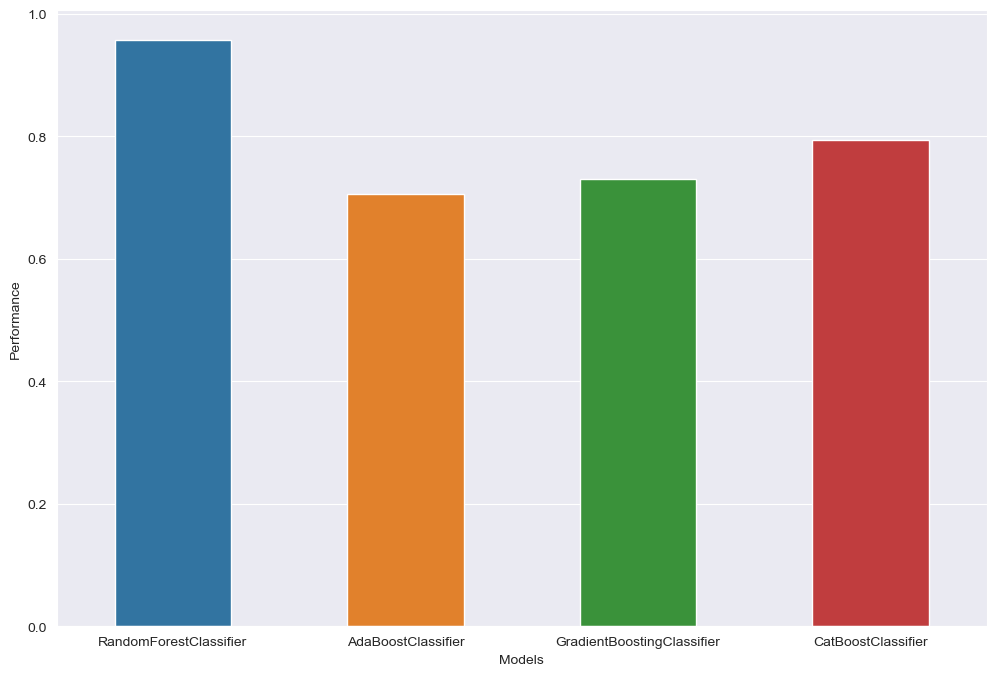 1.0
0.8
0.6
0.4
0.2
0.0
Performance
RandomForestClassifier
AdaBoostClassifier
GradientBoostingClassifier
CatBoostClassifier
Models